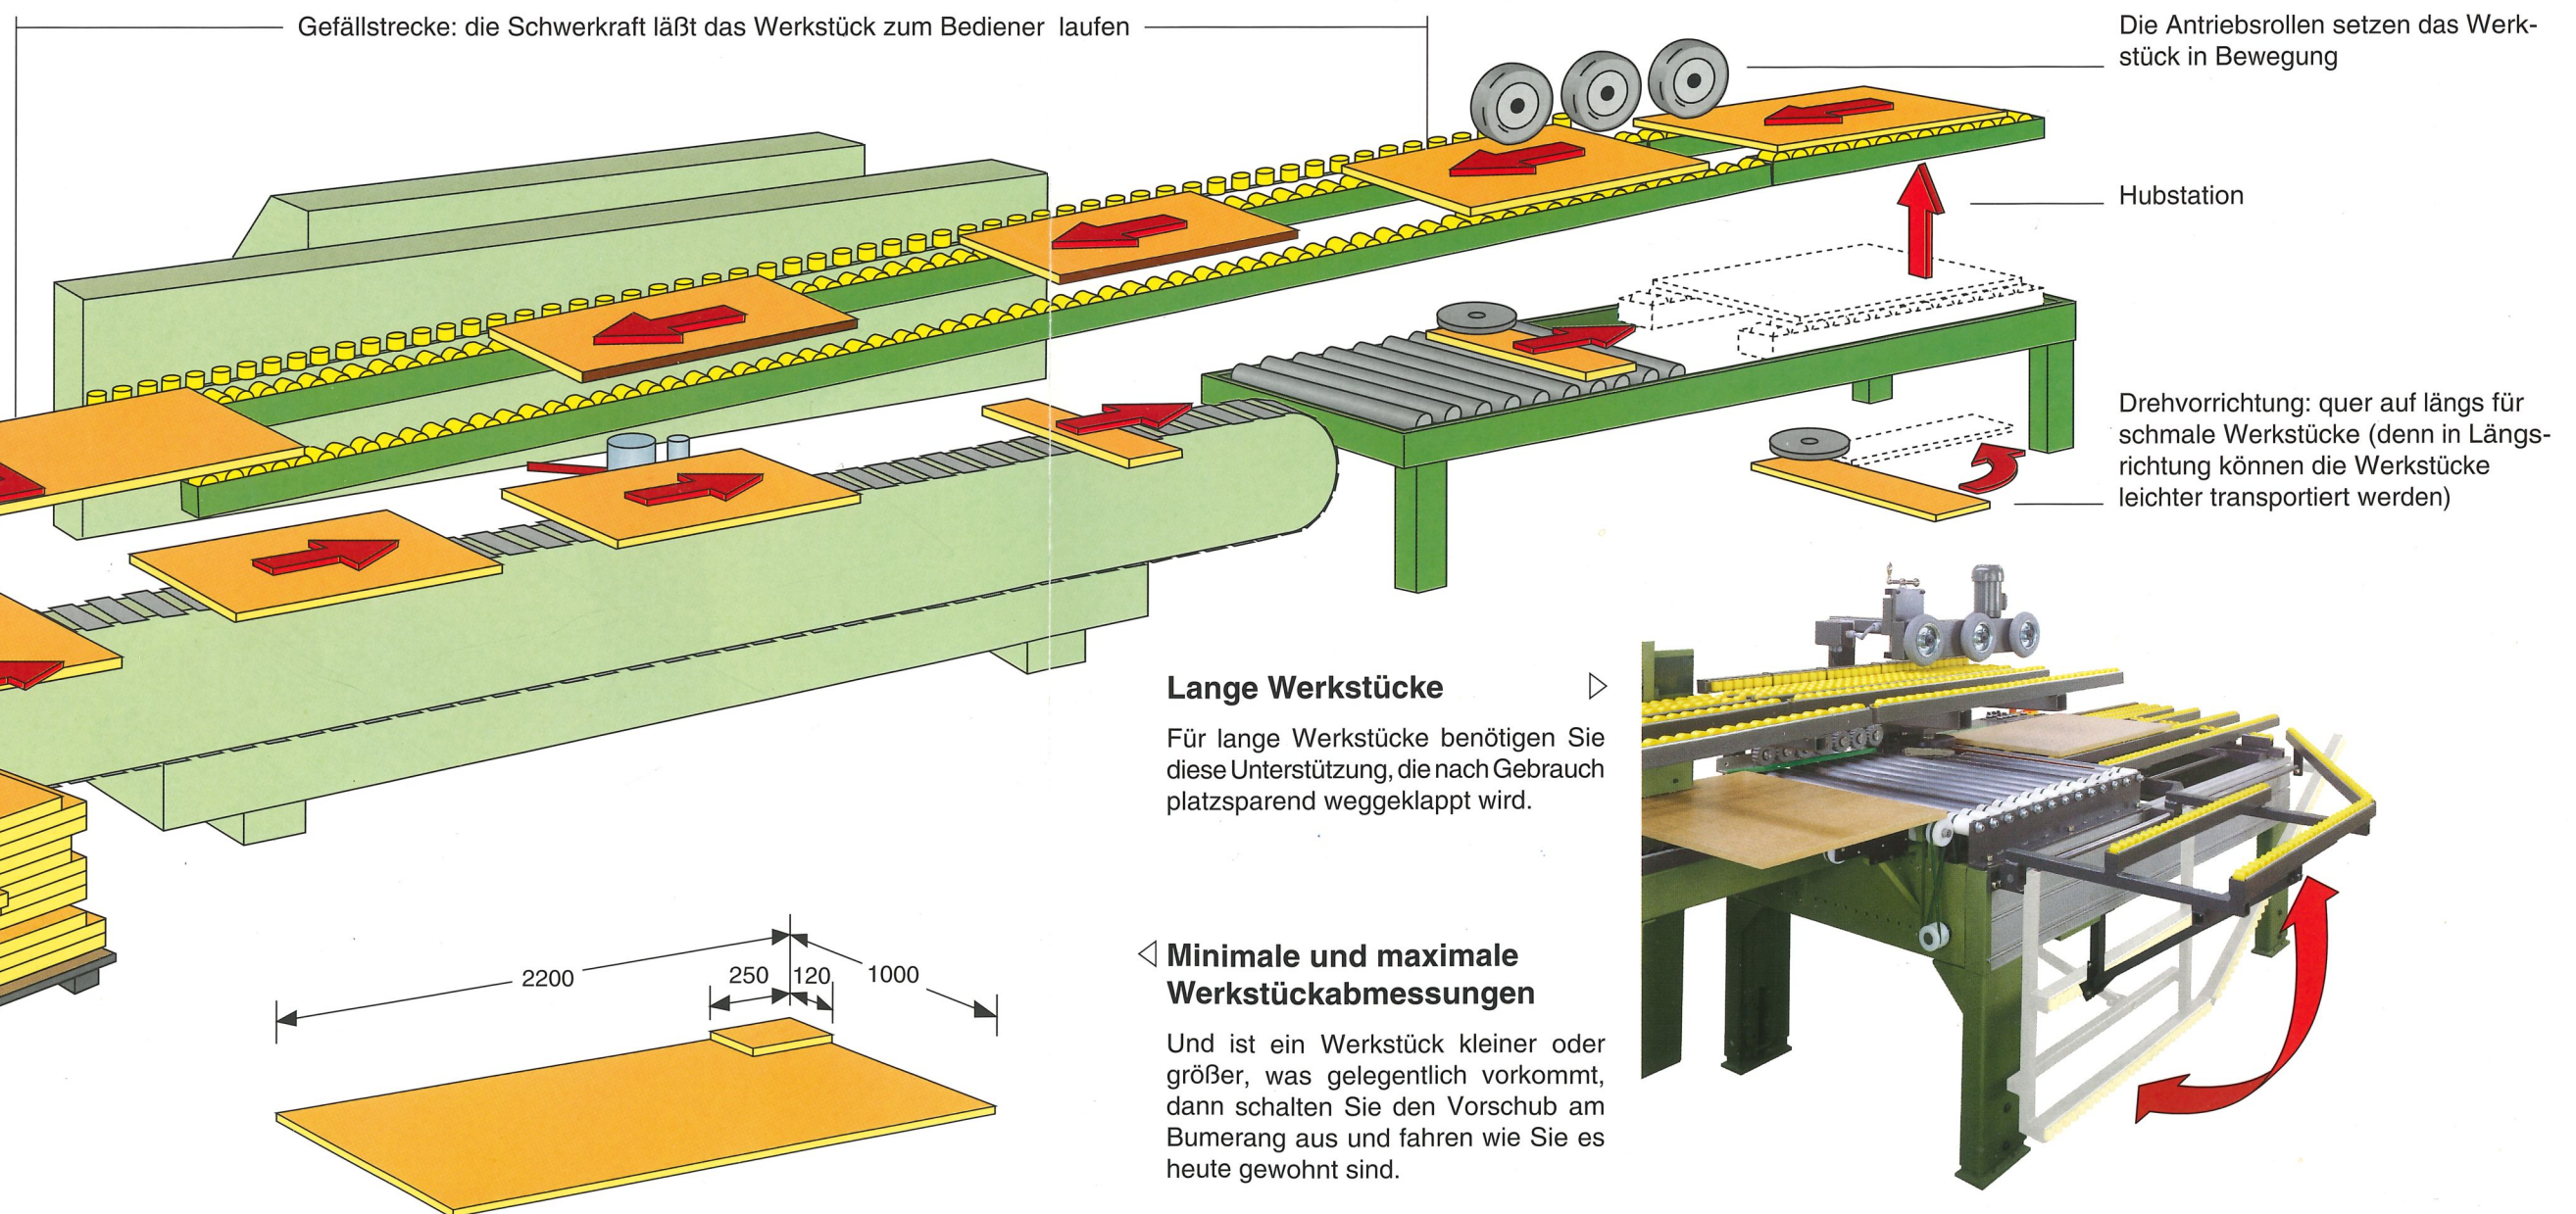 Gefällstrecke: die Schwerkraft läßt das Werkstück zum Bediener laufen
Die Antriebsrollen setzen das Werk-
stück in Bewegung
Hubstation
Drehvorrichtung: quer auf längs für
schmale Werkstücke (denn in Längs-
richtung können die Werkstücke
leichter transportiert werden)
Lange Werkstücke
Für lange Werkstücke benötigen Sie
diese Unterstützung, die nach Gebrauch
platzsparend weggeklappt wird.
2200
250
120
1000
Minimale und maximale
Werkstückabmessungen
Und ist ein Werkstück kleiner oder
größer, was gelegentlich vorkommt,
dann schalten Sie den Vorschub am
Bumerang aus und fahren wie Sie es
heute gewohnt sind.